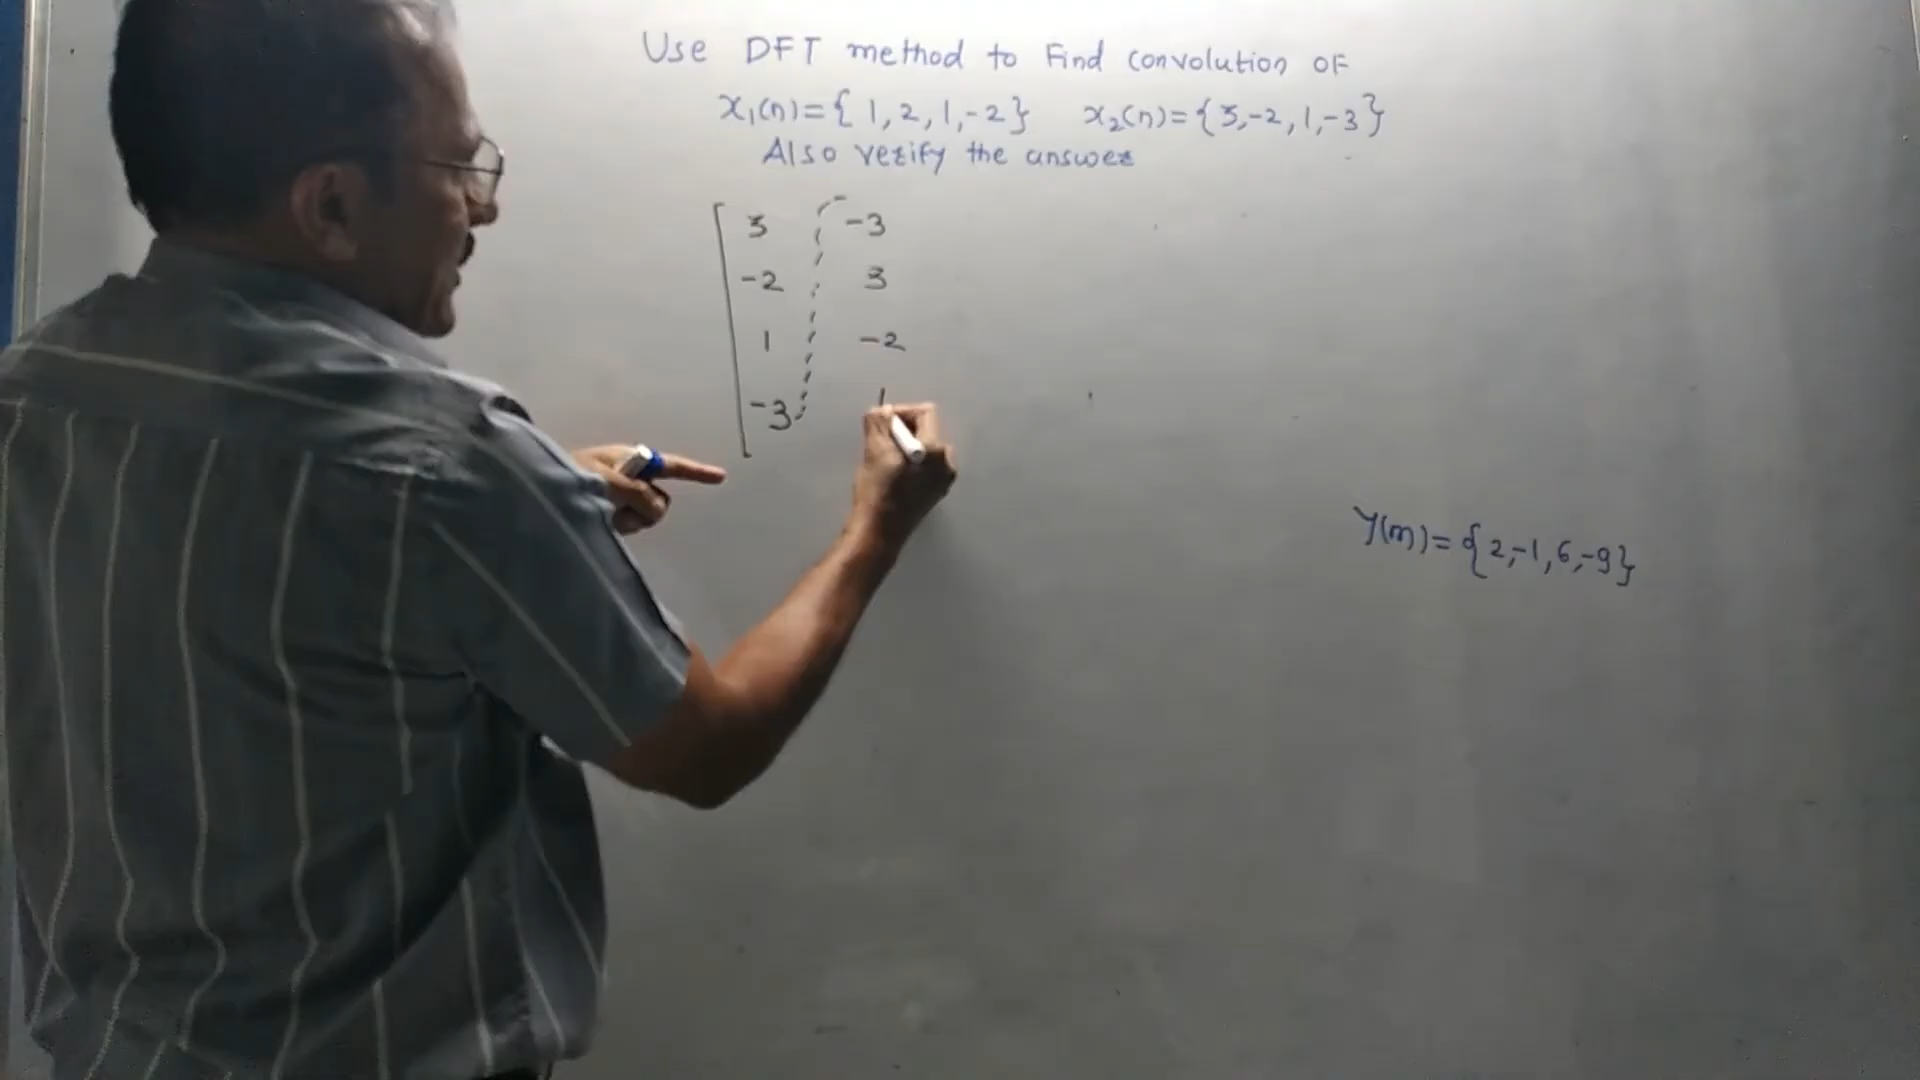 Use DFT method to Find convolution OF
x₁(n)={ 1, 2, 1, -2} x₂(n)={3,-2, 1,-3}
Also verify the answer
3 -3
-2 3
1 -2
-3 1
Y(m)={2,-1,6,-9}